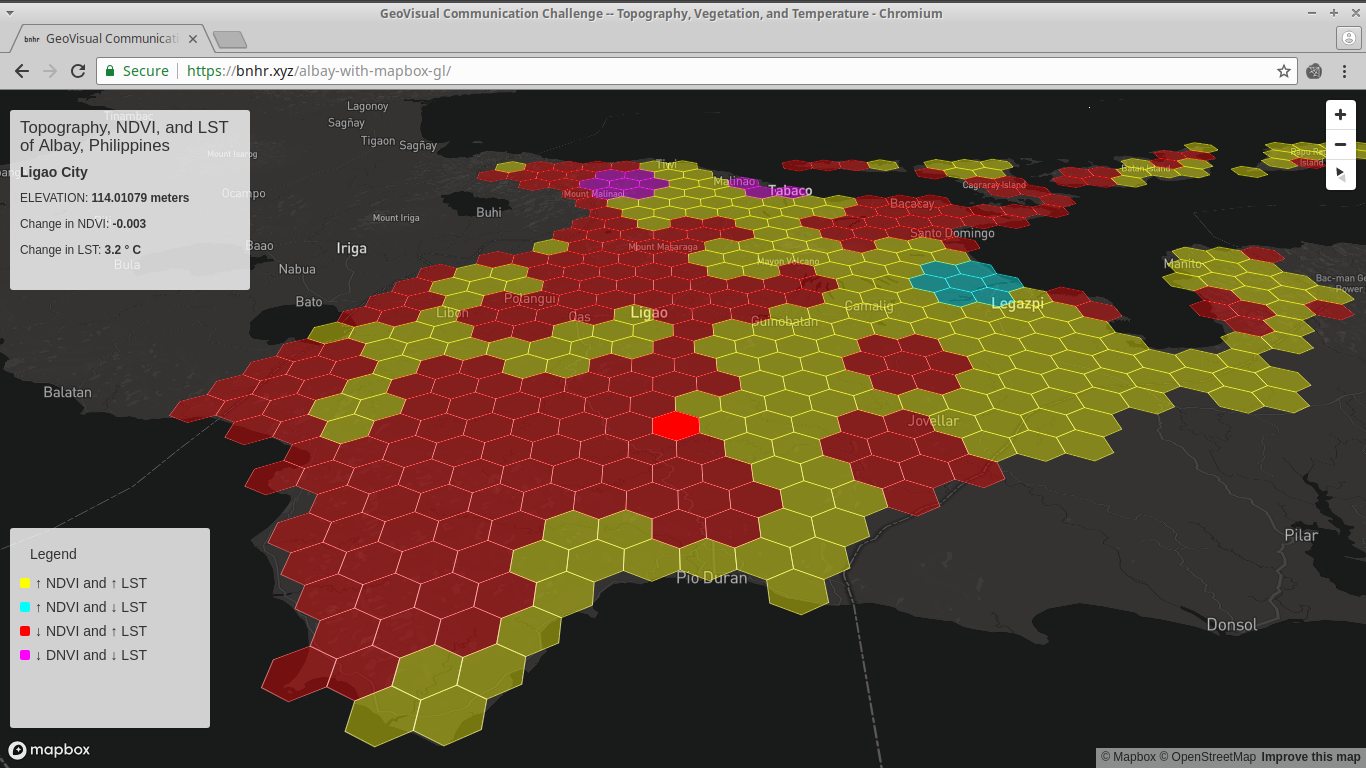 GeoVisual Communication Challenge -- Topography, Vegetation, and Temperature - Chromium
bnhr GeoVisual Communicati
Secure https://bnhr.xyz/albay-with-mapbox-gl/
Topography, NDVI, and LST
of Albay, Philippines
Ligao City
ELEVATION: 114.01079 meters
Change in NDVI: -0.003
Change in LST: 3.2 ° C
Tinambac
Lagonoy
Sagñay
Tigaon
Sagñay
Mount Isarog
Ocampo
Mount Iriga
Buhi
Baao
Iriga
Bula
Nabua
Bato
Balatan
Tiwi
Malinao
Tabaco
Mount Malinao
Bacacay
Cagraray Island
Batan Island
Rapu Rapu
Island
Santo Domingo
Mount Masaraga
Mayon Volcano
Manito
Bac-man Ge
Power
Polangui
Libon
Oas
Ligao
Guinobatan
Camalig
Legazpi
Jovellar
Pilar
Pio Duran
Donsol
Legend
↑ NDVI and ↑ LST
↑ NDVI and ↓ LST
↓ NDVI and ↑ LST
↓ DNVI and ↓ LST
mapbox
© Mapbox © OpenStreetMap Improve this map